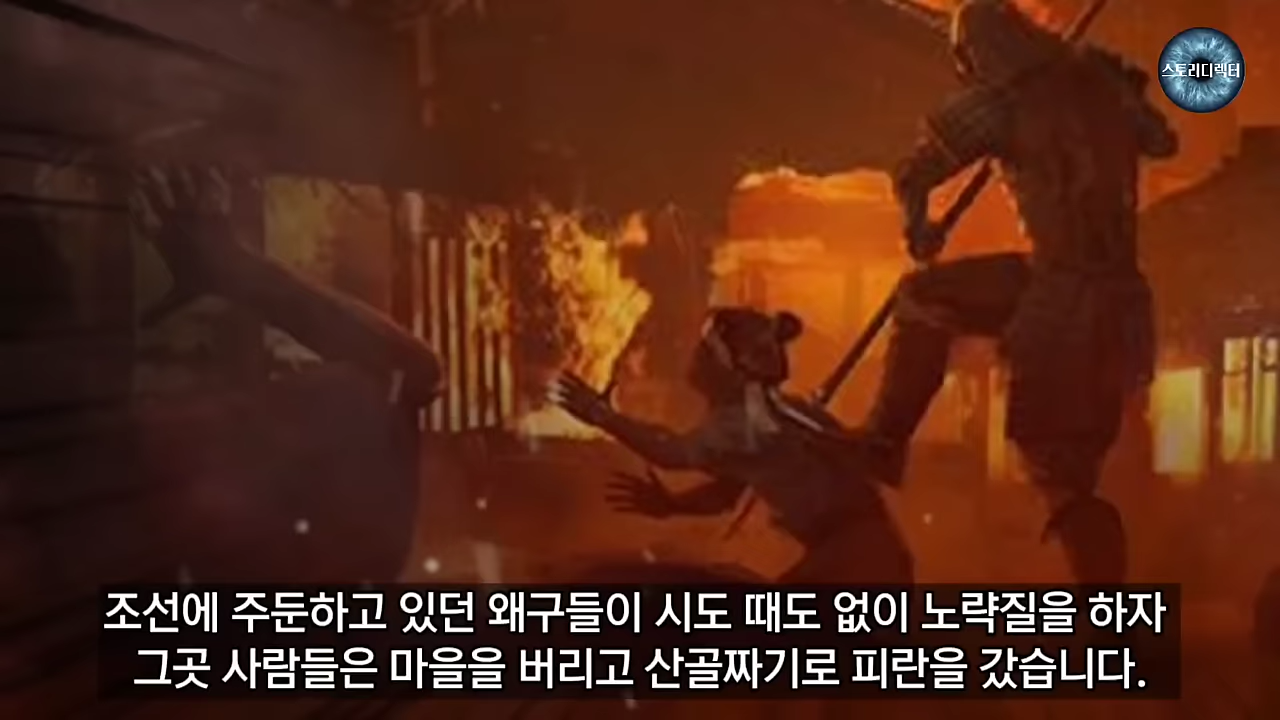 스토리디렉터
조선에 주둔하고 있던 왜구들이 시도 때도 없이 노략질을 하자
그곳 사람들은 마을을 버리고 산골짜기로 피란을 갔습니다.